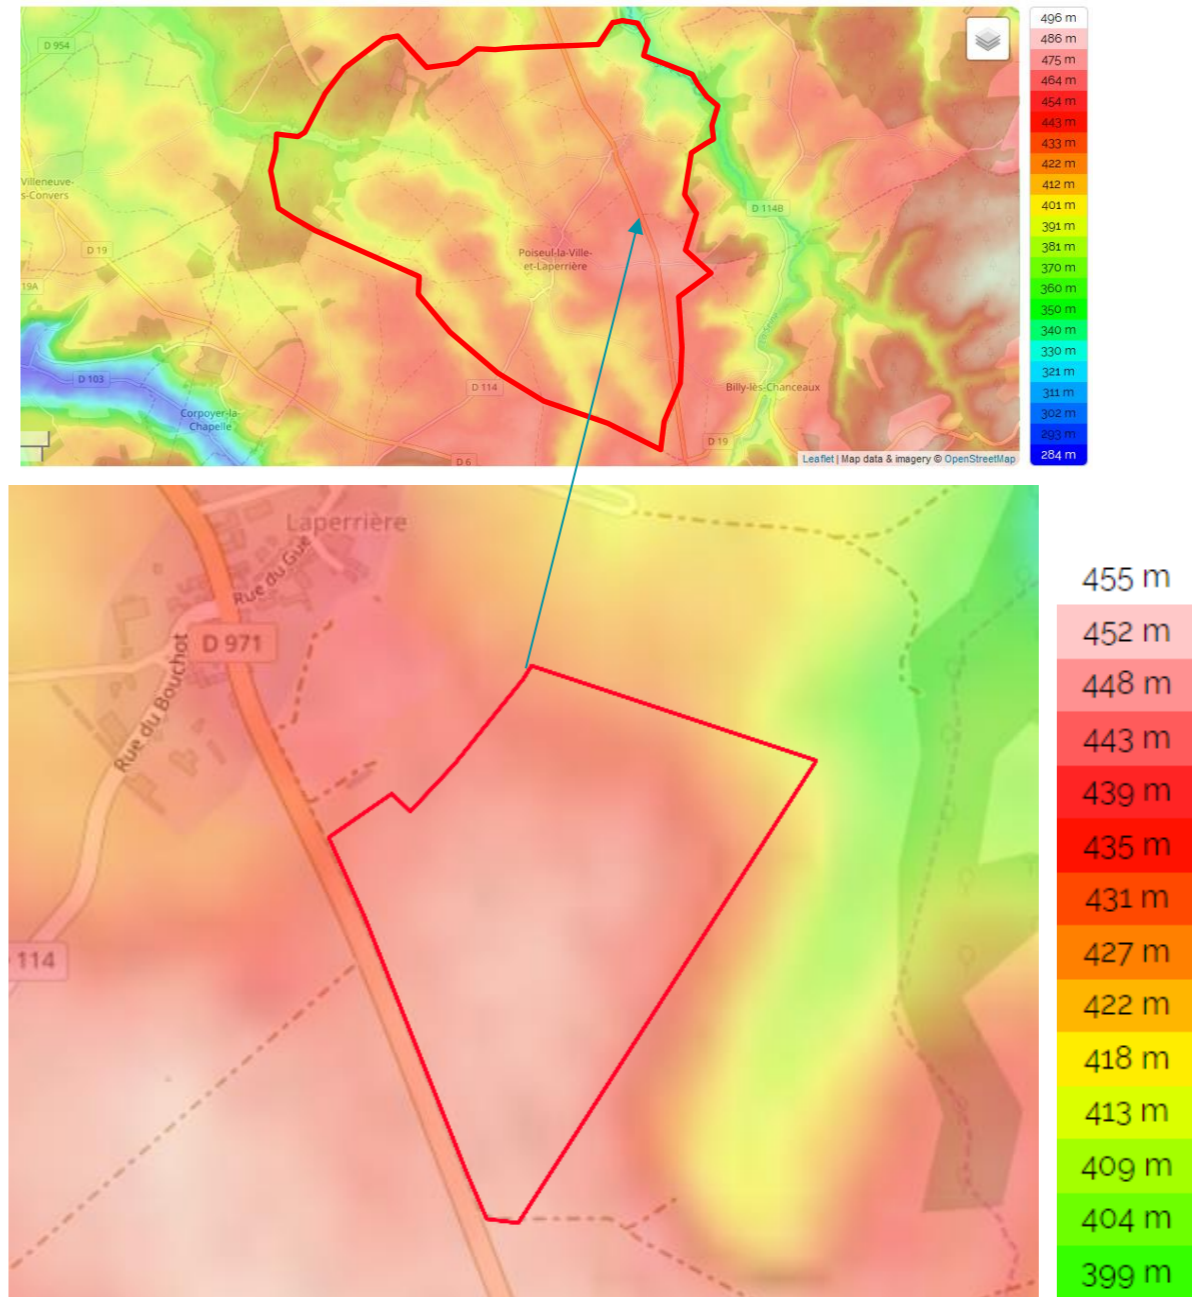 D 954
Villeneuve-
s-Convers
D 19
19A
D 103
Corpoyer-la-
Chapelle
D 6
D 114
Poiseul-la-Ville-
et-Laperrière
D 114B
Billy-lès-Chanceaux
D 19
Leaflet | Map data & imagery © OpenStreetMap
496 m
486 m
475 m
464 m
454 m
443 m
433 m
422 m
412 m
401 m
391 m
381 m
370 m
360 m
350 m
340 m
330 m
321 m
311 m
302 m
293 m
284 m
Laperrière
Rue du Gué
D 971
Rue du Bouchot
114
455 m
452 m
448 m
443 m
439 m
435 m
431 m
427 m
422 m
418 m
413 m
409 m
404 m
399 m